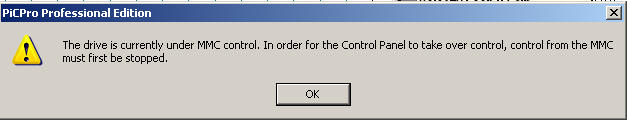 PiCPro Professional Edition
The drive is currently under MMC control. In order for the Control Panel to take over control, control from the MMC
must first be stopped.
OK